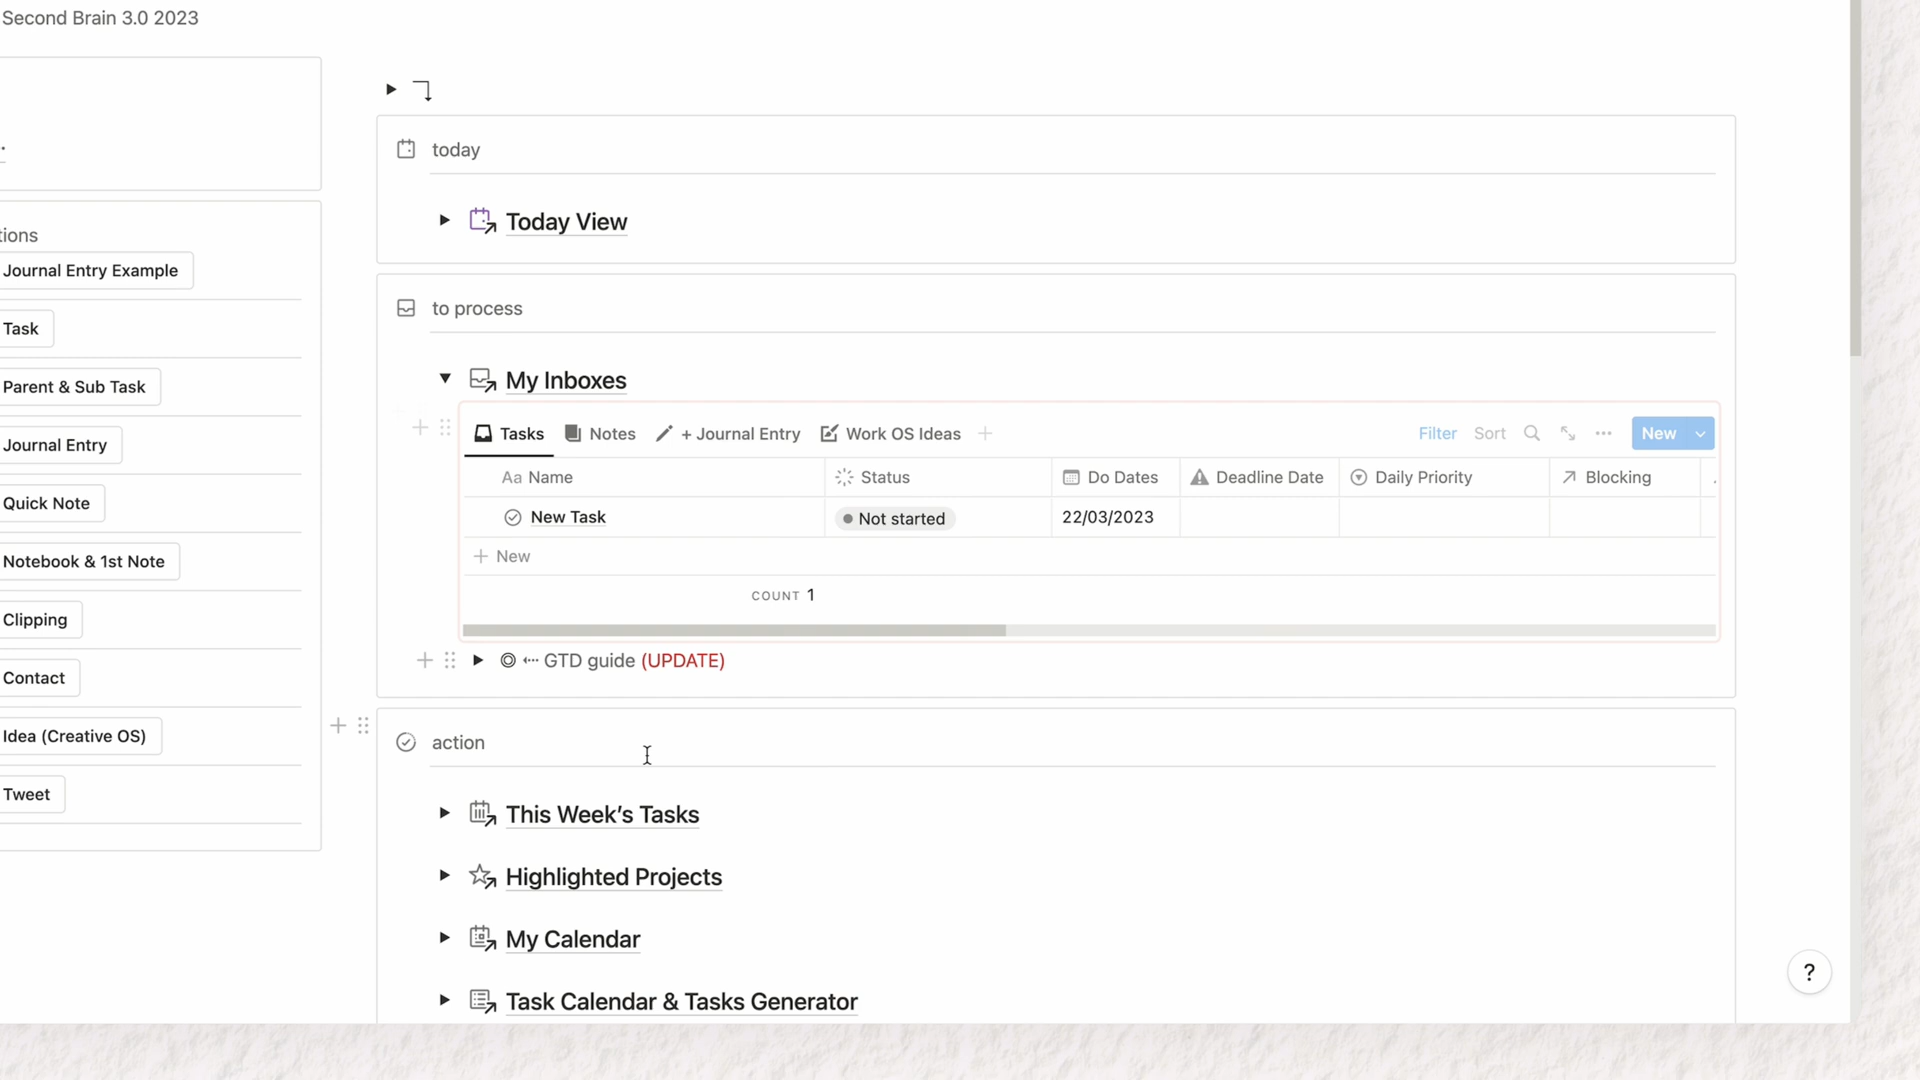 Second Brain 3.0 2023
tions
Journal Entry Example
Task
Parent & Sub Task
Journal Entry
Quick Note
Notebook & 1st Note
Clipping
Contact
Idea (Creative OS)
Tweet
today
Today View
to process
My Inboxes
Tasks Notes + Journal Entry Work OS Ideas + Filter Sort ... New
Aa Name Status Do Dates Deadline Date Daily Priority Blocking
New Task Not started 22/03/2023
+ New
COUNT 1
GTD guide (UPDATE)
action
This Week’s Tasks
Highlighted Projects
My Calendar
Task Calendar & Tasks Generator
?